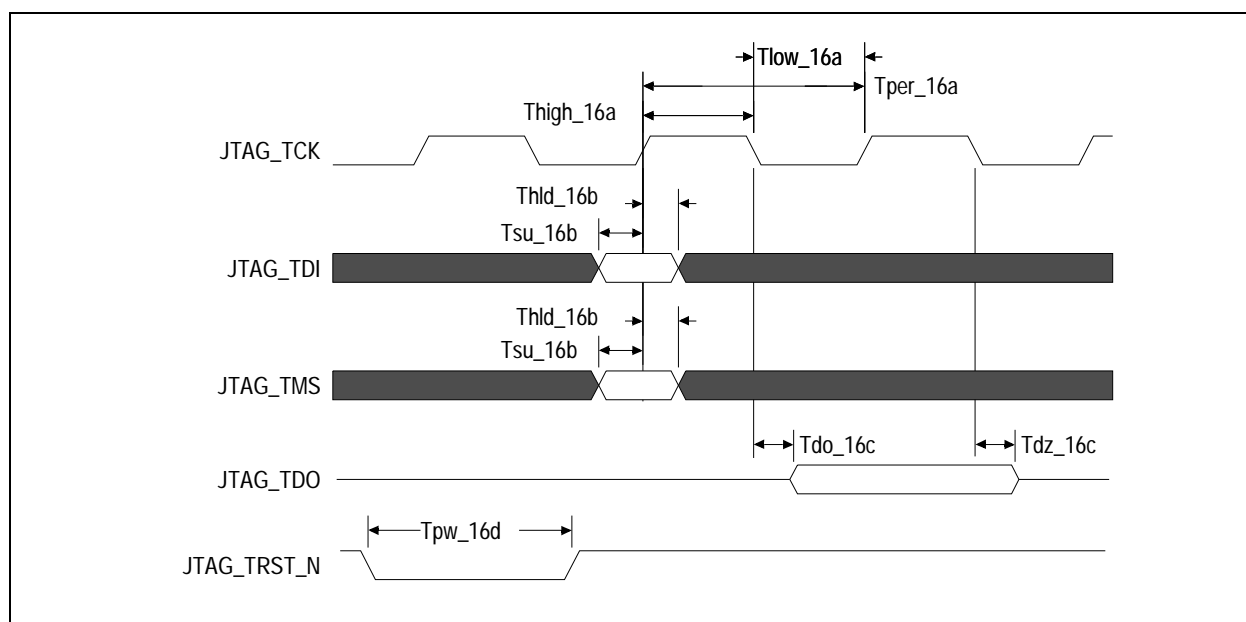 Tlow_16a
Tper_16a
Thigh_16a
JTAG_TCK
Thld_16b
Tsu_16b
JTAG_TDI
Thld_16b
Tsu_16b
JTAG_TMS
Tdo_16c
Tdz_16c
JTAG_TDO
Tpw_16d
JTAG_TRST_N